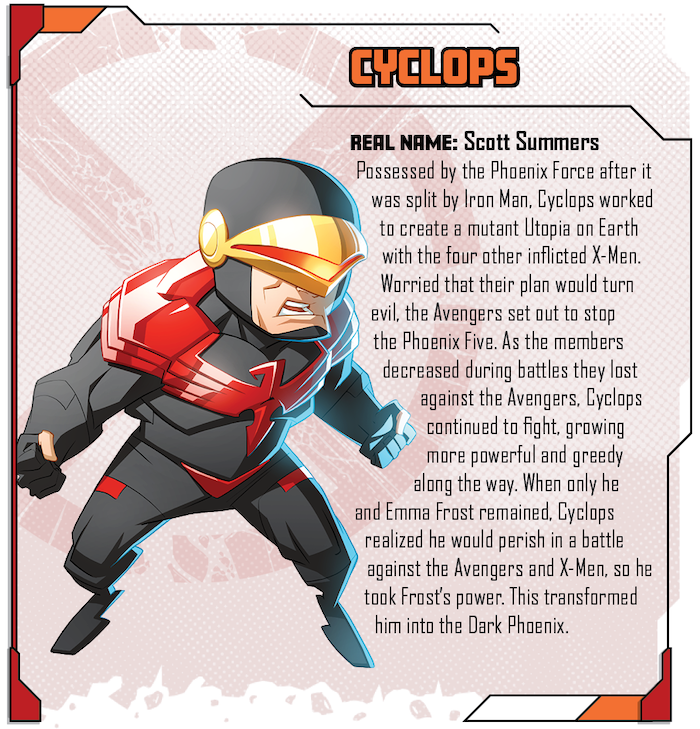 CYCLOPS
REAL NAME: Scott Summers
Possessed by the Phoenix Force after it
was split by Iron Man, Cyclops worked
to create a mutant Utopia on Earth
with the four other inflicted X-Men.
Worried that their plan would turn
evil, the Avengers set out to stop
the Phoenix Five. As the members
decreased during battles they lost
against the Avengers, Cyclops
continued to fight, growing
more powerful and greedy
along the way. When only he
and Emma Frost remained, Cyclops
realized he would perish in a battle
against the Avengers and X-Men, so he
took Frost's power. This transformed
him into the Dark Phoenix.